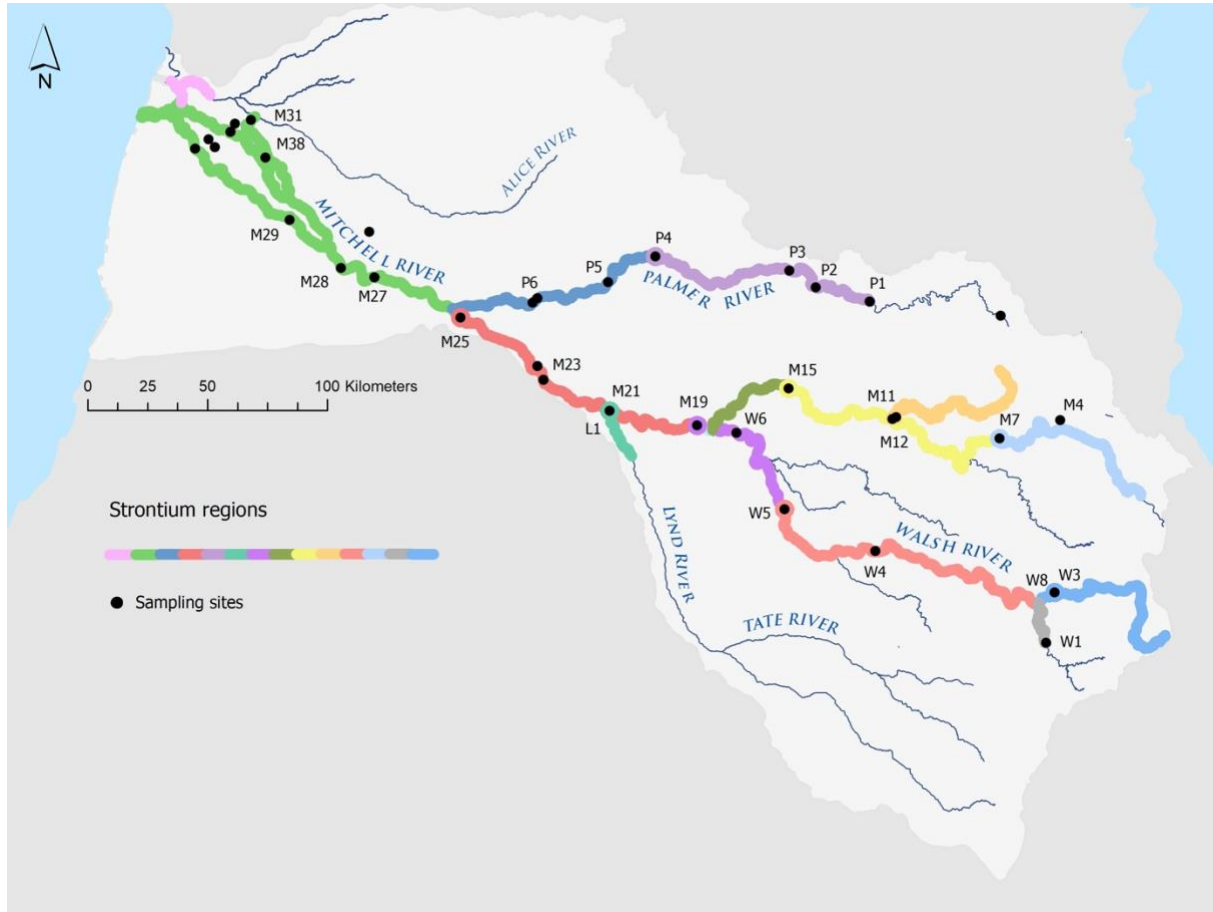 N
M31
M38
ALICE RIVER
MITCHELL RIVER
M29
M28
M27
P4
P3
P2
P1
P5
P6
PALMER RIVER
M25
M23
0 25 50 100 Kilometers
M21
L1
M19
W6
M15
M11
M12
M7
M4
Strontium regions
Sampling sites
W5
W4
WALSH RIVER
W8
W3
W1
LYND RIVER
TATE RIVER